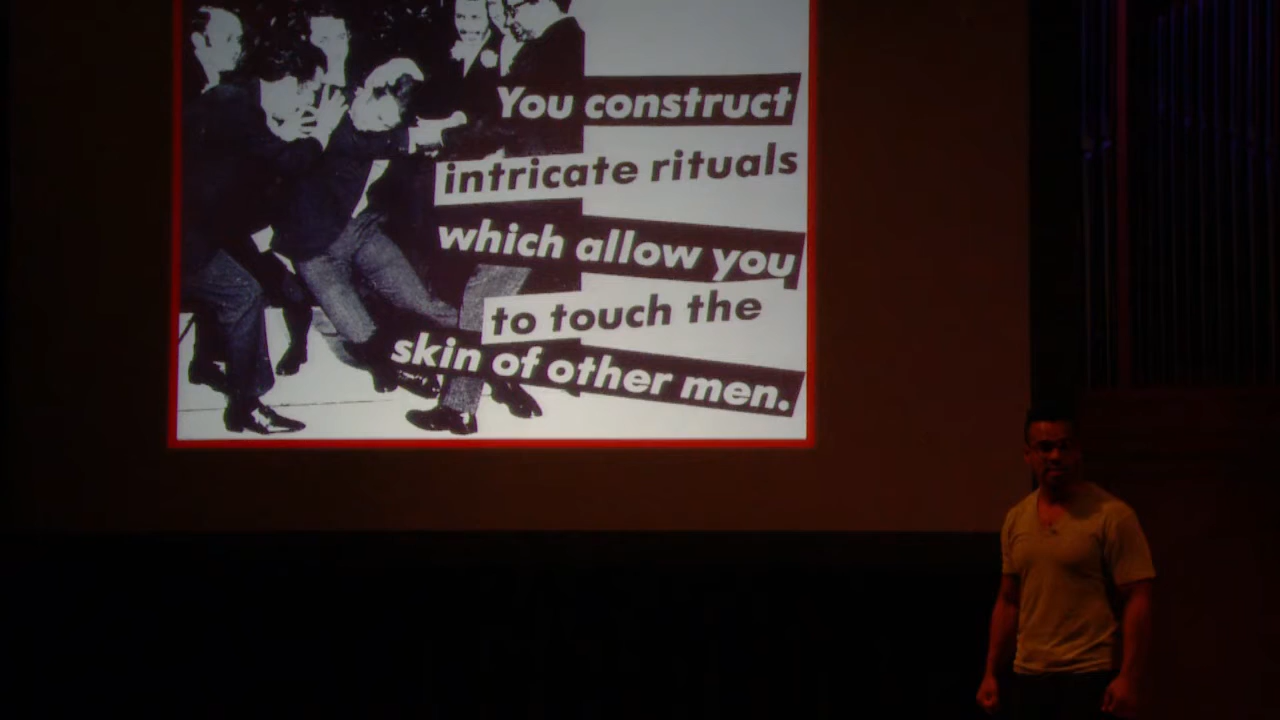 You construct
intricate rituals
which allow you
to touch the
skin of other men.